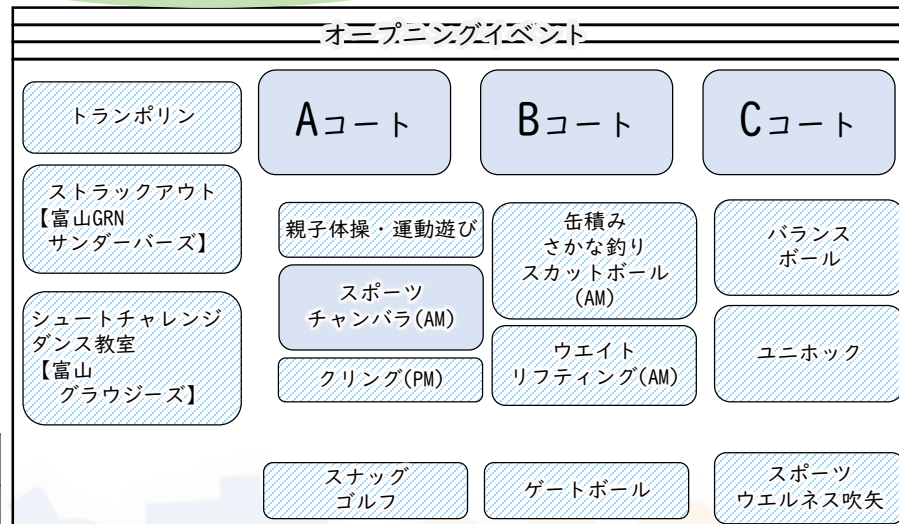 オープニングイベント
トランポリン
ストラックアウト
【富山GRN
サンダーバーズ】
シュートチャレンジ
ダンス教室
【富山
グラウジーズ】
Aコート
親子体操・運動遊び
スポーツ
チャンバラ(AM)
クリング(PM)
スナッグ
ゴルフ
Bコート
缶積み
さかな釣り
スカットボール
(AM)
ウエイト
リフティング(AM)
ゲートボール
Cコート
バランス
ボール
ユニホック
スポーツ
ウエルネス吹矢